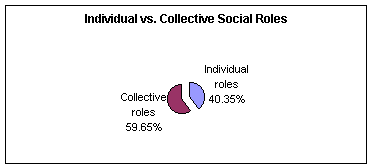 Individual vs. Collective Social Roles
Individual
roles
40.35%
Collective
roles
59.65%